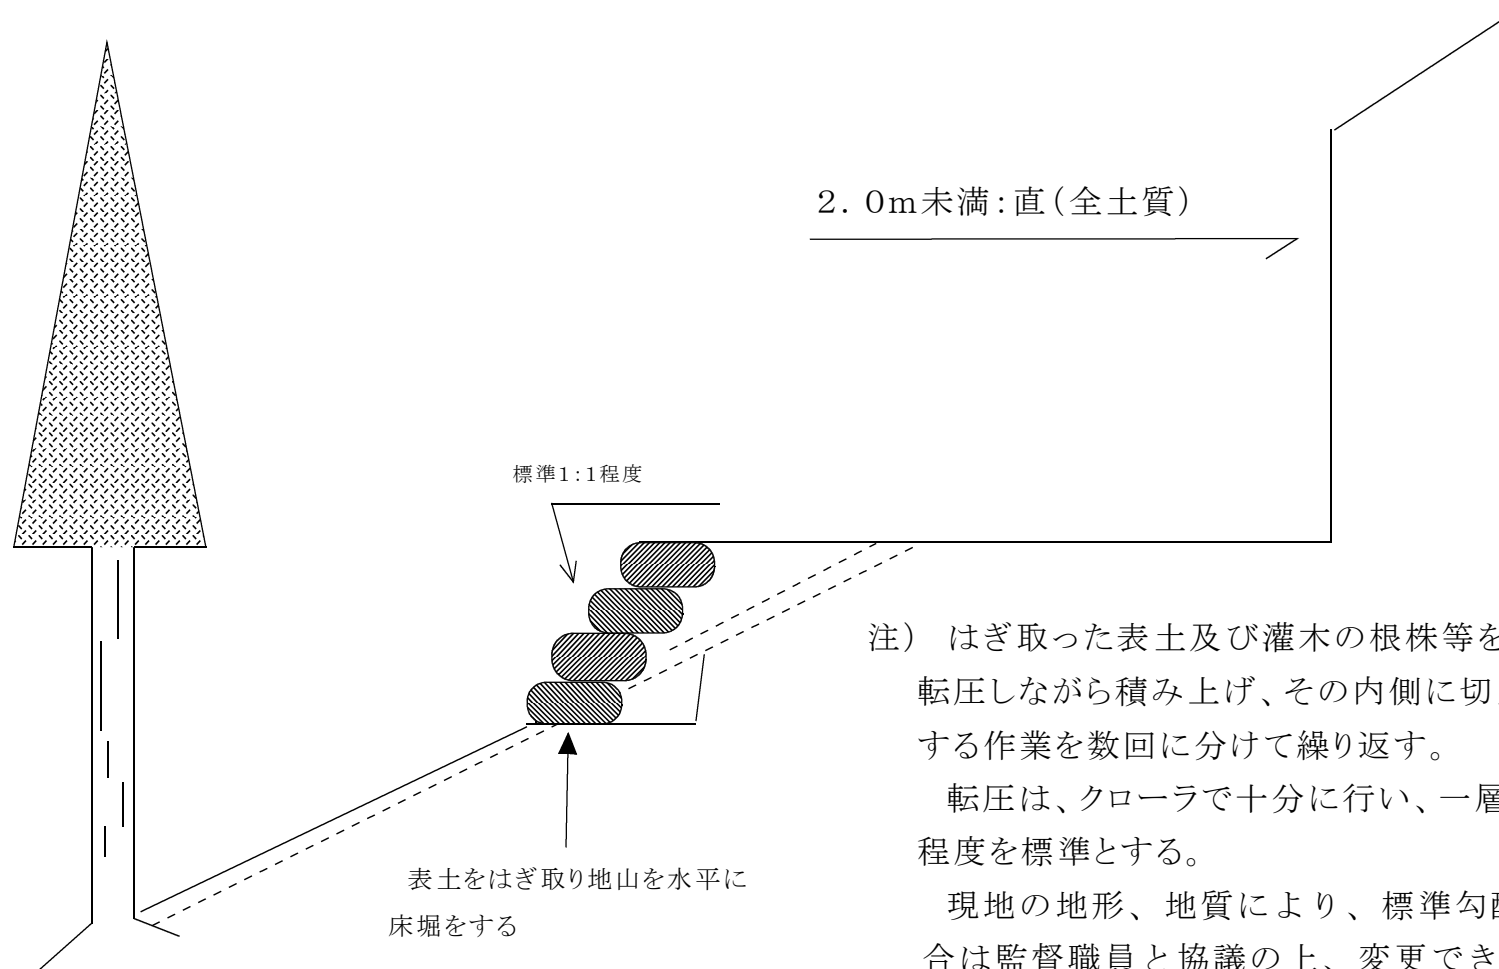 2.0m未満:直(全土質)
標準1:1程度
注) はぎ取った表土及び灌木の根株等を
転圧しながら積み上げ、その内側に切
する作業を数回に分けて繰り返す。
転圧は、クローラで十分に行い、一層
程度を標準とする。
現地の地形、地質により、標準勾配
合は監督職員と協議の上、変更でき
表土をはぎ取り地山を水平に
床堀をする